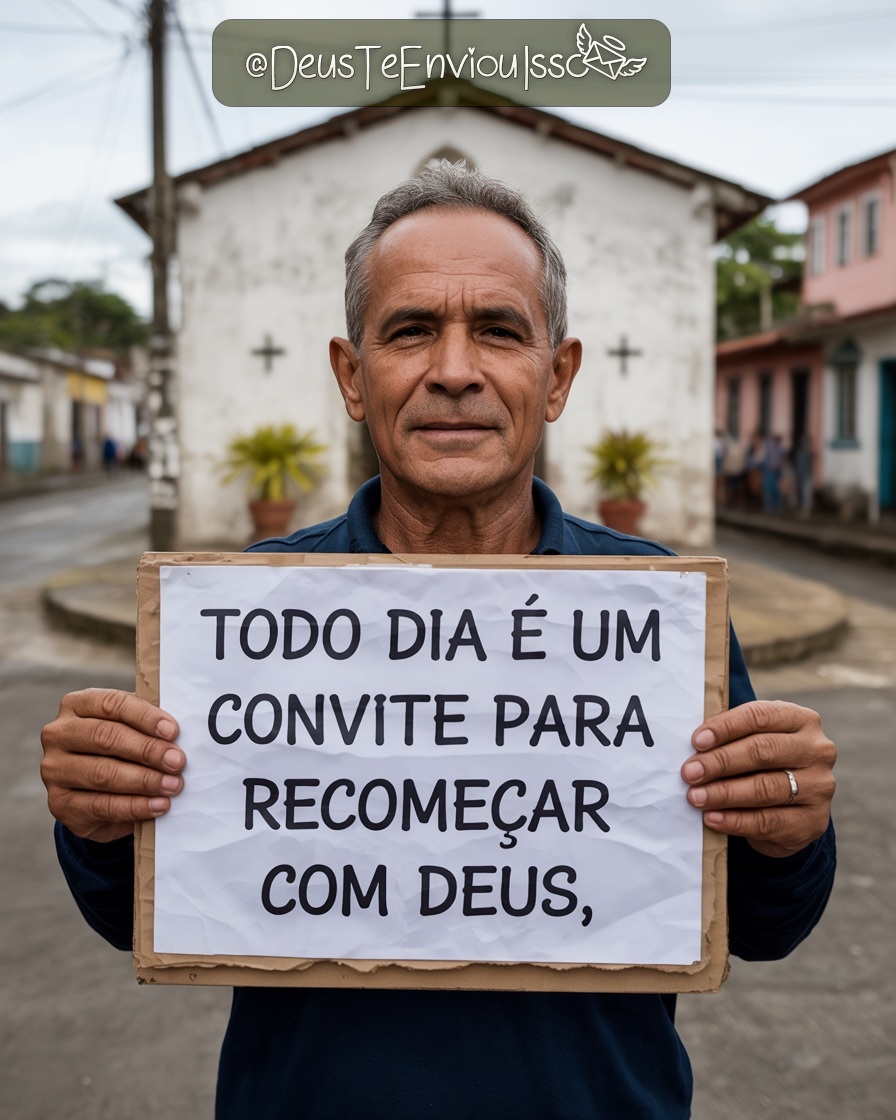 @DeusTeEnviouIsso
TODO DIA É UM
CONVITE PARA
RECOMEÇAR
COM DEUS,